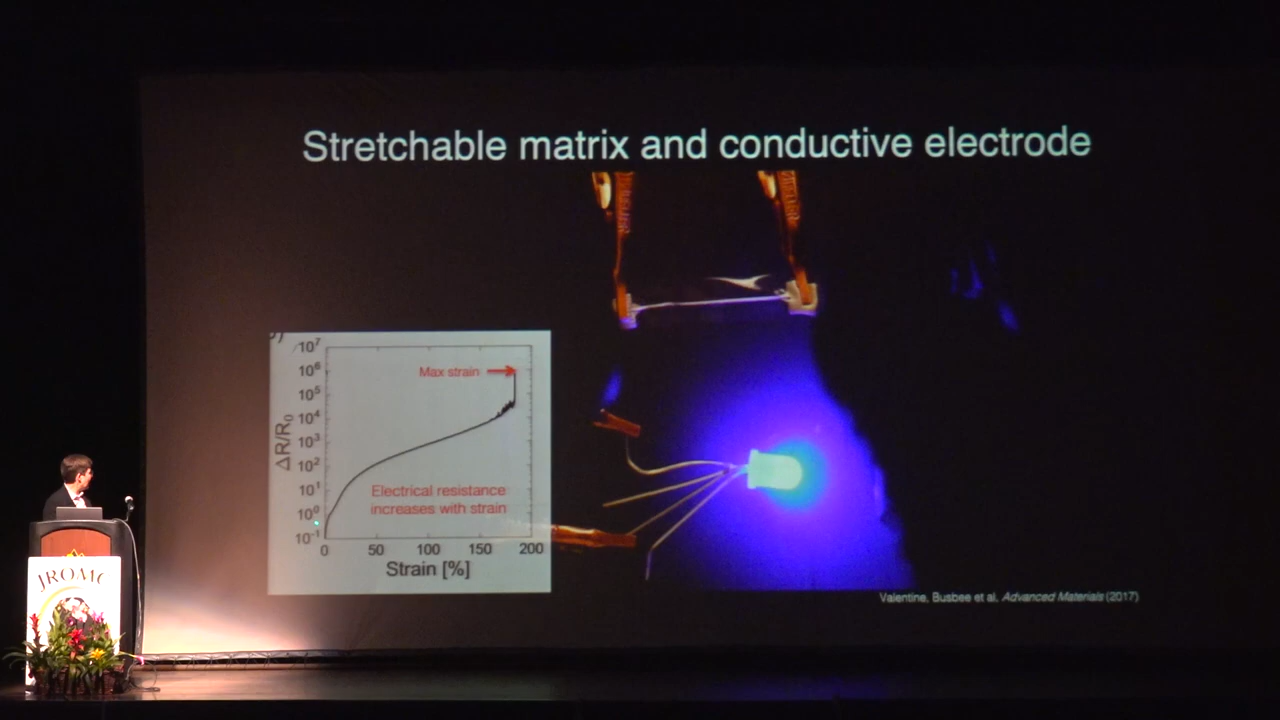 Stretchable matrix and conductive electrode
10⁷
10⁶
10⁵
10⁴
10³
10²
10¹
10⁰
10⁻¹
ΔR/R₀
Max strain
Electrical resistance
increases with strain
0 50 100 150 200
Strain [%]
Valentine, Busbee et al, Advanced Materials (2017)
JROMC